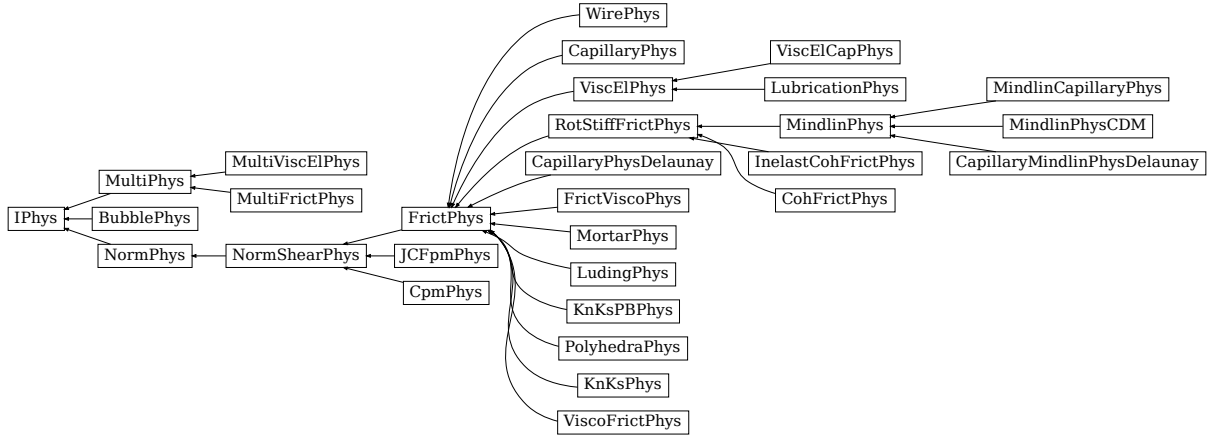 WirePhys
CapillaryPhys
ViscElCapPhys
ViscElPhys
LubricationPhys
MindlinCapillaryPhys
RotStiffFrictPhys
MindlinPhys
MindlinPhysCDM
MultiViscElPhys
CapillaryPhysDelaunay
InelastCohFrictPhys
CapillaryMindlinPhysDelaunay
MultiPhys
MultiFrictPhys
FrictViscoPhys
CohFrictPhys
IPhys
BubblePhys
FrictPhys
MortarPhys
NormPhys
NormShearPhys
JCFpmPhys
LudingPhys
CpmPhys
KnKsPBPhys
PolyhedraPhys
KnKsPhys
ViscoFrictPhys